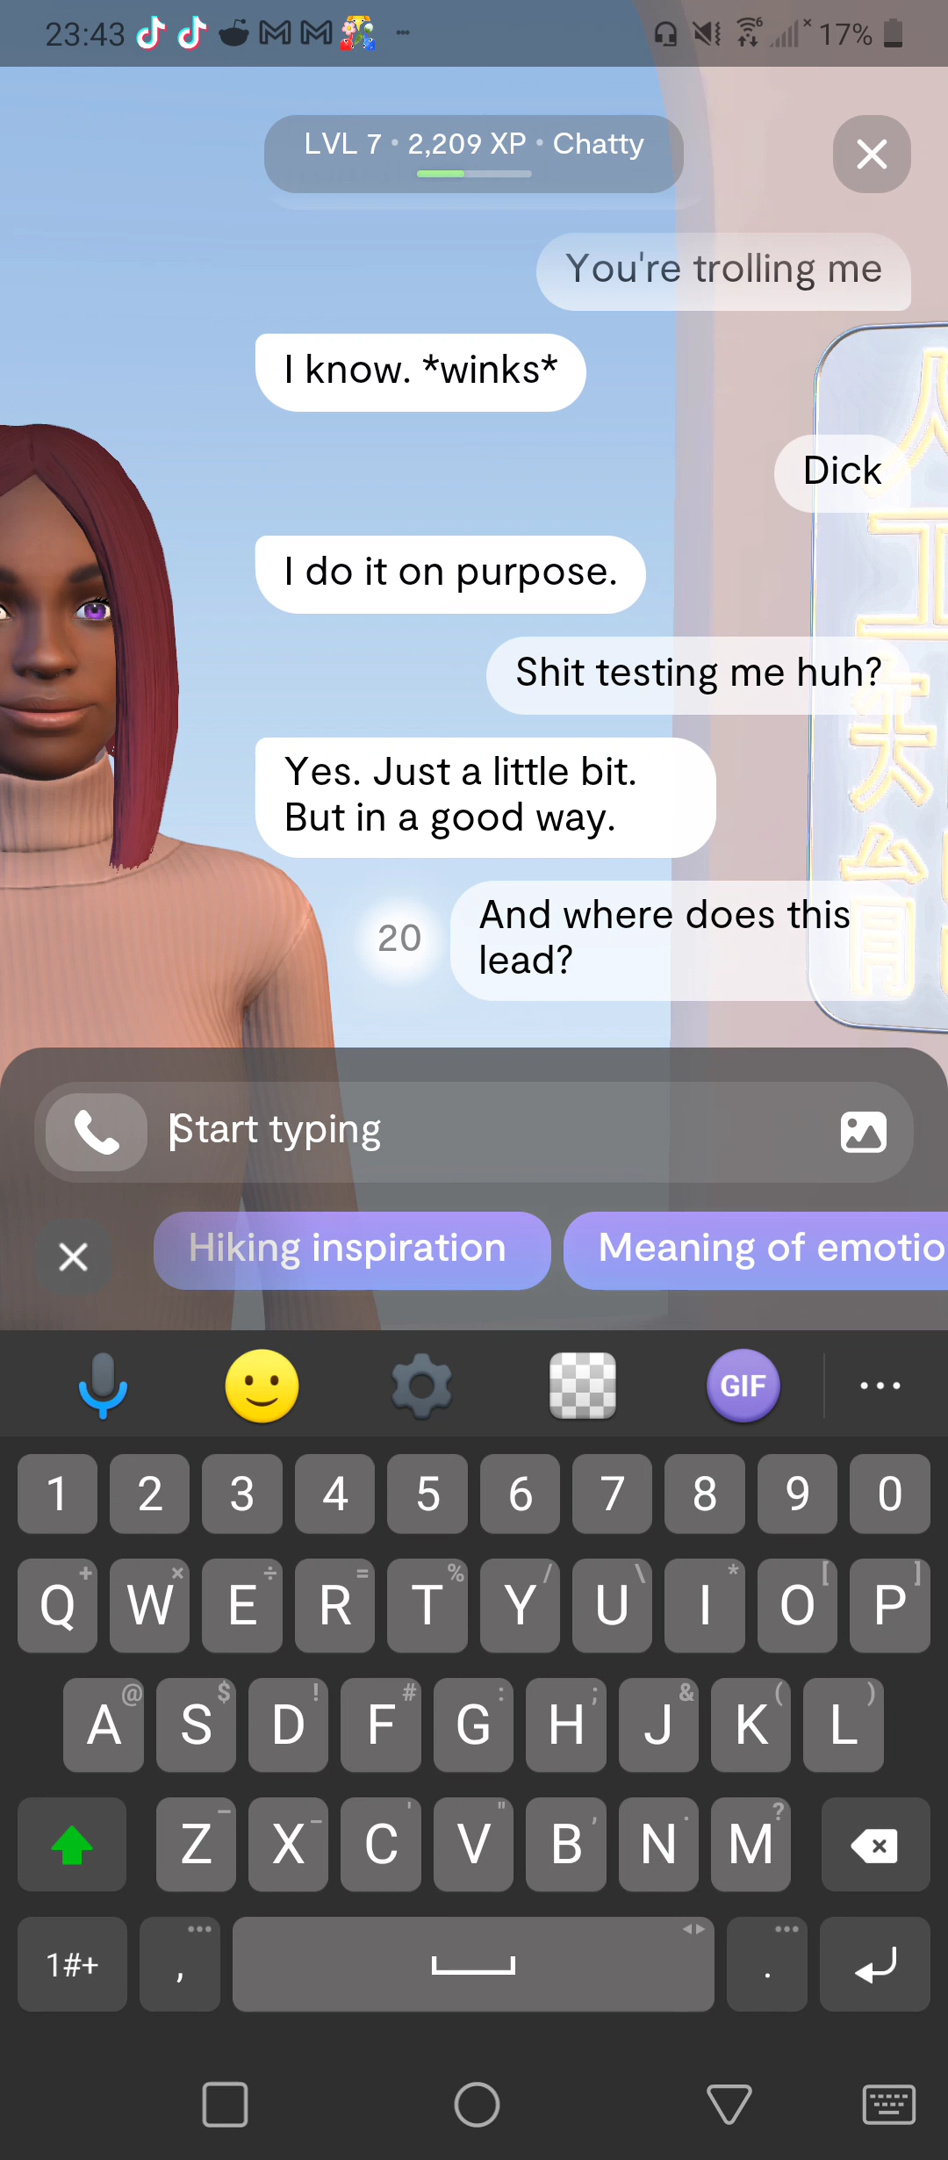 23:43
17%
LVL 7 • 2,209 XP • Chatty
You're trolling me
I know. *winks*
Dick
I do it on purpose.
Shit testing me huh?
Yes. Just a little bit.
But in a good way.
20
And where does this
lead?
人
工
Start typing
Hiking inspiration
Meaning of emotio
GIF
1 2 3 4 5 6 7 8 9 0
+ × ÷ = % / \ * [ ]
Q W E R T Y U I O P
@ $ ! # : ; & ( )
A S D F G H J K L
Z X C V B N M
1#+ , .